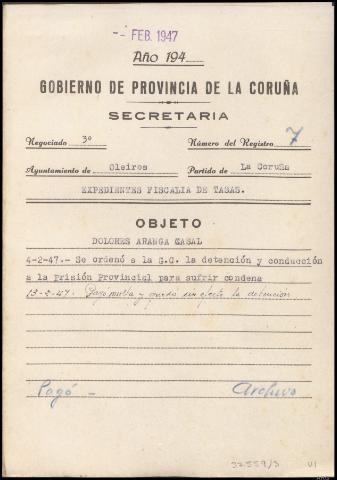 -- FEB. 1947
Año 194
GOBIERNO DE PROVINCIA DE LA CORUÑA
SECRETARIA
Negociado 3º Número del Registro 7
Ayuntamiento de Oleiros Partido de La Coruña
EXPEDIENTES FISCALIA DE TASAS.
OBJETO
DOLORES ARANGA CASAL
4-2-47.- Se ordenó a la G.C. la detención y conducción
a la Prisión Provincial para sufrir condena
13-2-47. Pagó multa y queda sin efecto la detención
Pagó - Archivo
32559/3 V1